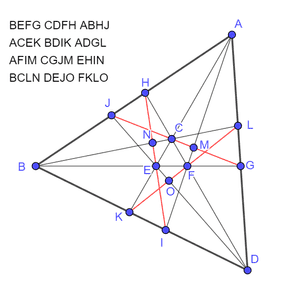 BEFG CDFH ABHJ
ACEK BDIK ADGL
AFIM CGJM EHIN
BCLN DEJO FKLO
A
H
J
N
C
L
M
B
E
F
G
O
K
I
D